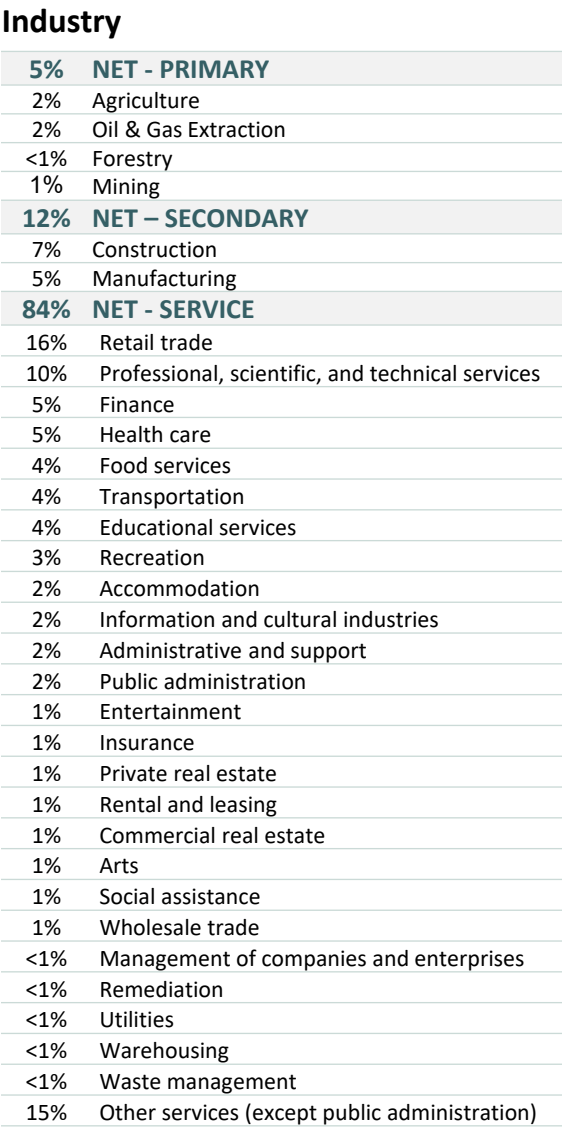 Industry
5% NET - PRIMARY
2% Agriculture
2% Oil & Gas Extraction
<1% Forestry
1% Mining
12% NET – SECONDARY
7% Construction
5% Manufacturing
84% NET - SERVICE
16% Retail trade
10% Professional, scientific, and technical services
5% Finance
5% Health care
4% Food services
4% Transportation
4% Educational services
3% Recreation
2% Accommodation
2% Information and cultural industries
2% Administrative and support
2% Public administration
1% Entertainment
1% Insurance
1% Private real estate
1% Rental and leasing
1% Commercial real estate
1% Arts
1% Social assistance
1% Wholesale trade
<1% Management of companies and enterprises
<1% Remediation
<1% Utilities
<1% Warehousing
<1% Waste management
15% Other services (except public administration)